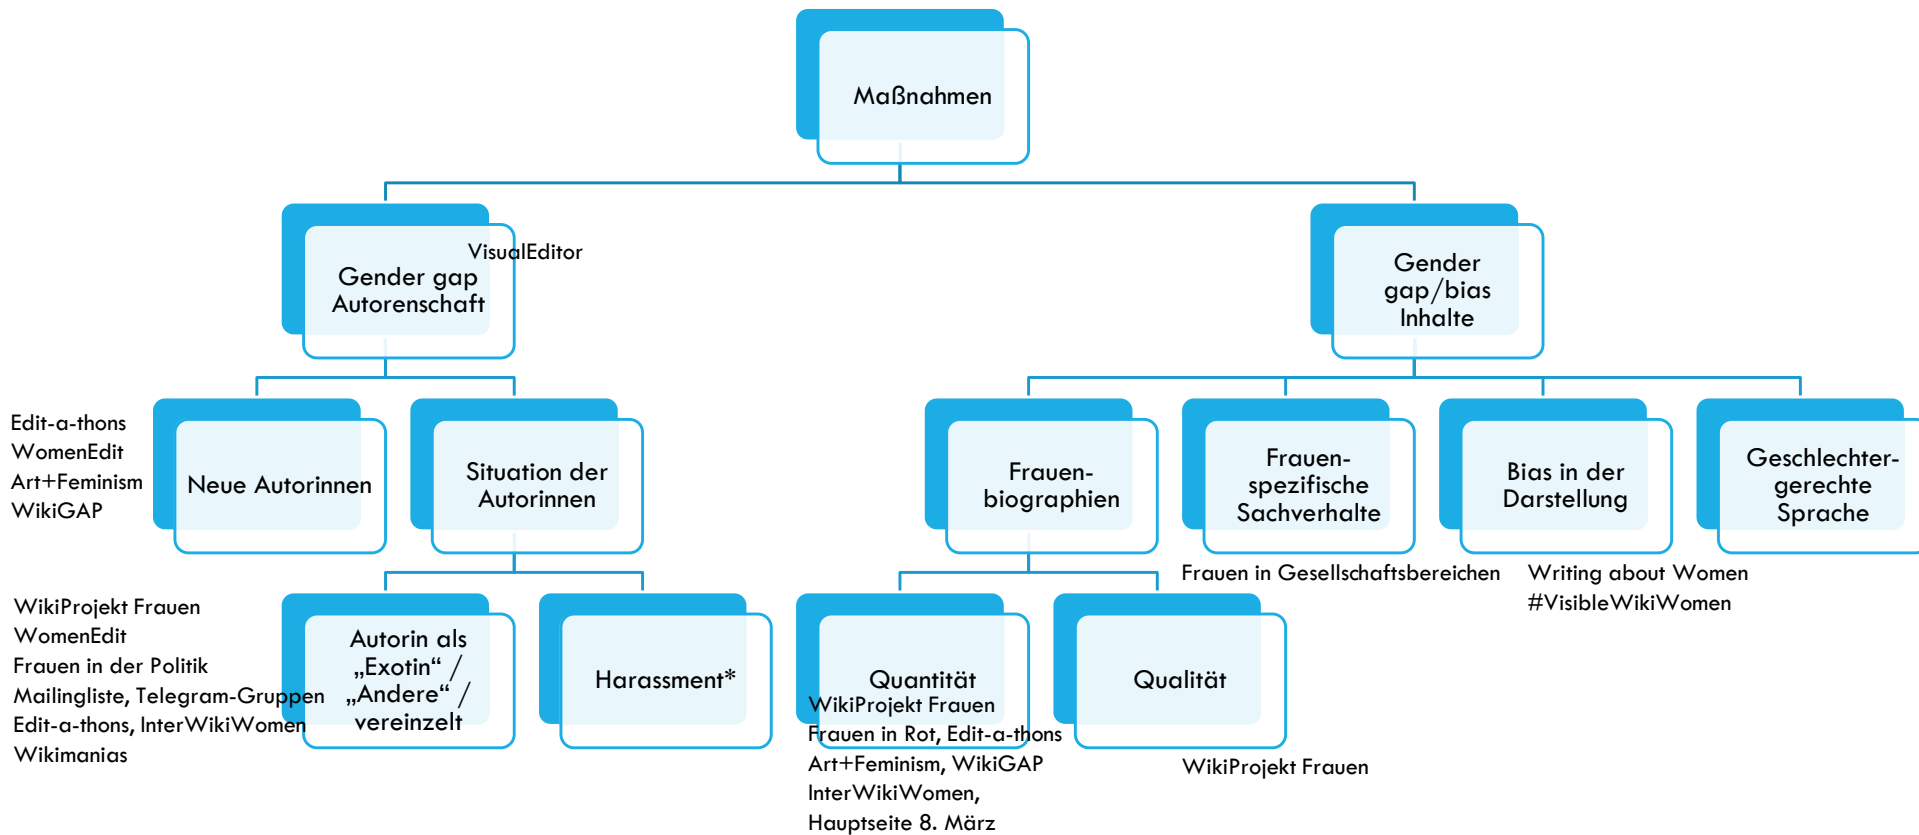 Maßnahmen
Gender gap
Autorenschaft
VisualEditor
Gender
gap/bias
Inhalte
Edit-a-thons
WomenEdit
Art+Feminism
WikiGAP
Neue Autorinnen
Situation der
Autorinnen
Frauen-
biographien
Frauen-
spezifische
Sachverhalte
Bias in der
Darstellung
Geschlechter-
gerechte
Sprache
Frauen in Gesellschaftsbereichen
Writing about Women
#VisibleWikiWomen
WikiProjekt Frauen
WomenEdit
Frauen in der Politik
Mailingliste, Telegram-Gruppen
Edit-a-thons, InterWikiWomen
Wikimanias
Autorin als
„Exotin“ /
„Andere“ /
vereinzelt
Harassment*
Quantität
WikiProjekt Frauen
Frauen in Rot, Edit-a-thons
Art+Feminism, WikiGAP
InterWikiWomen,
Hauptseite 8. März
Qualität
WikiProjekt Frauen